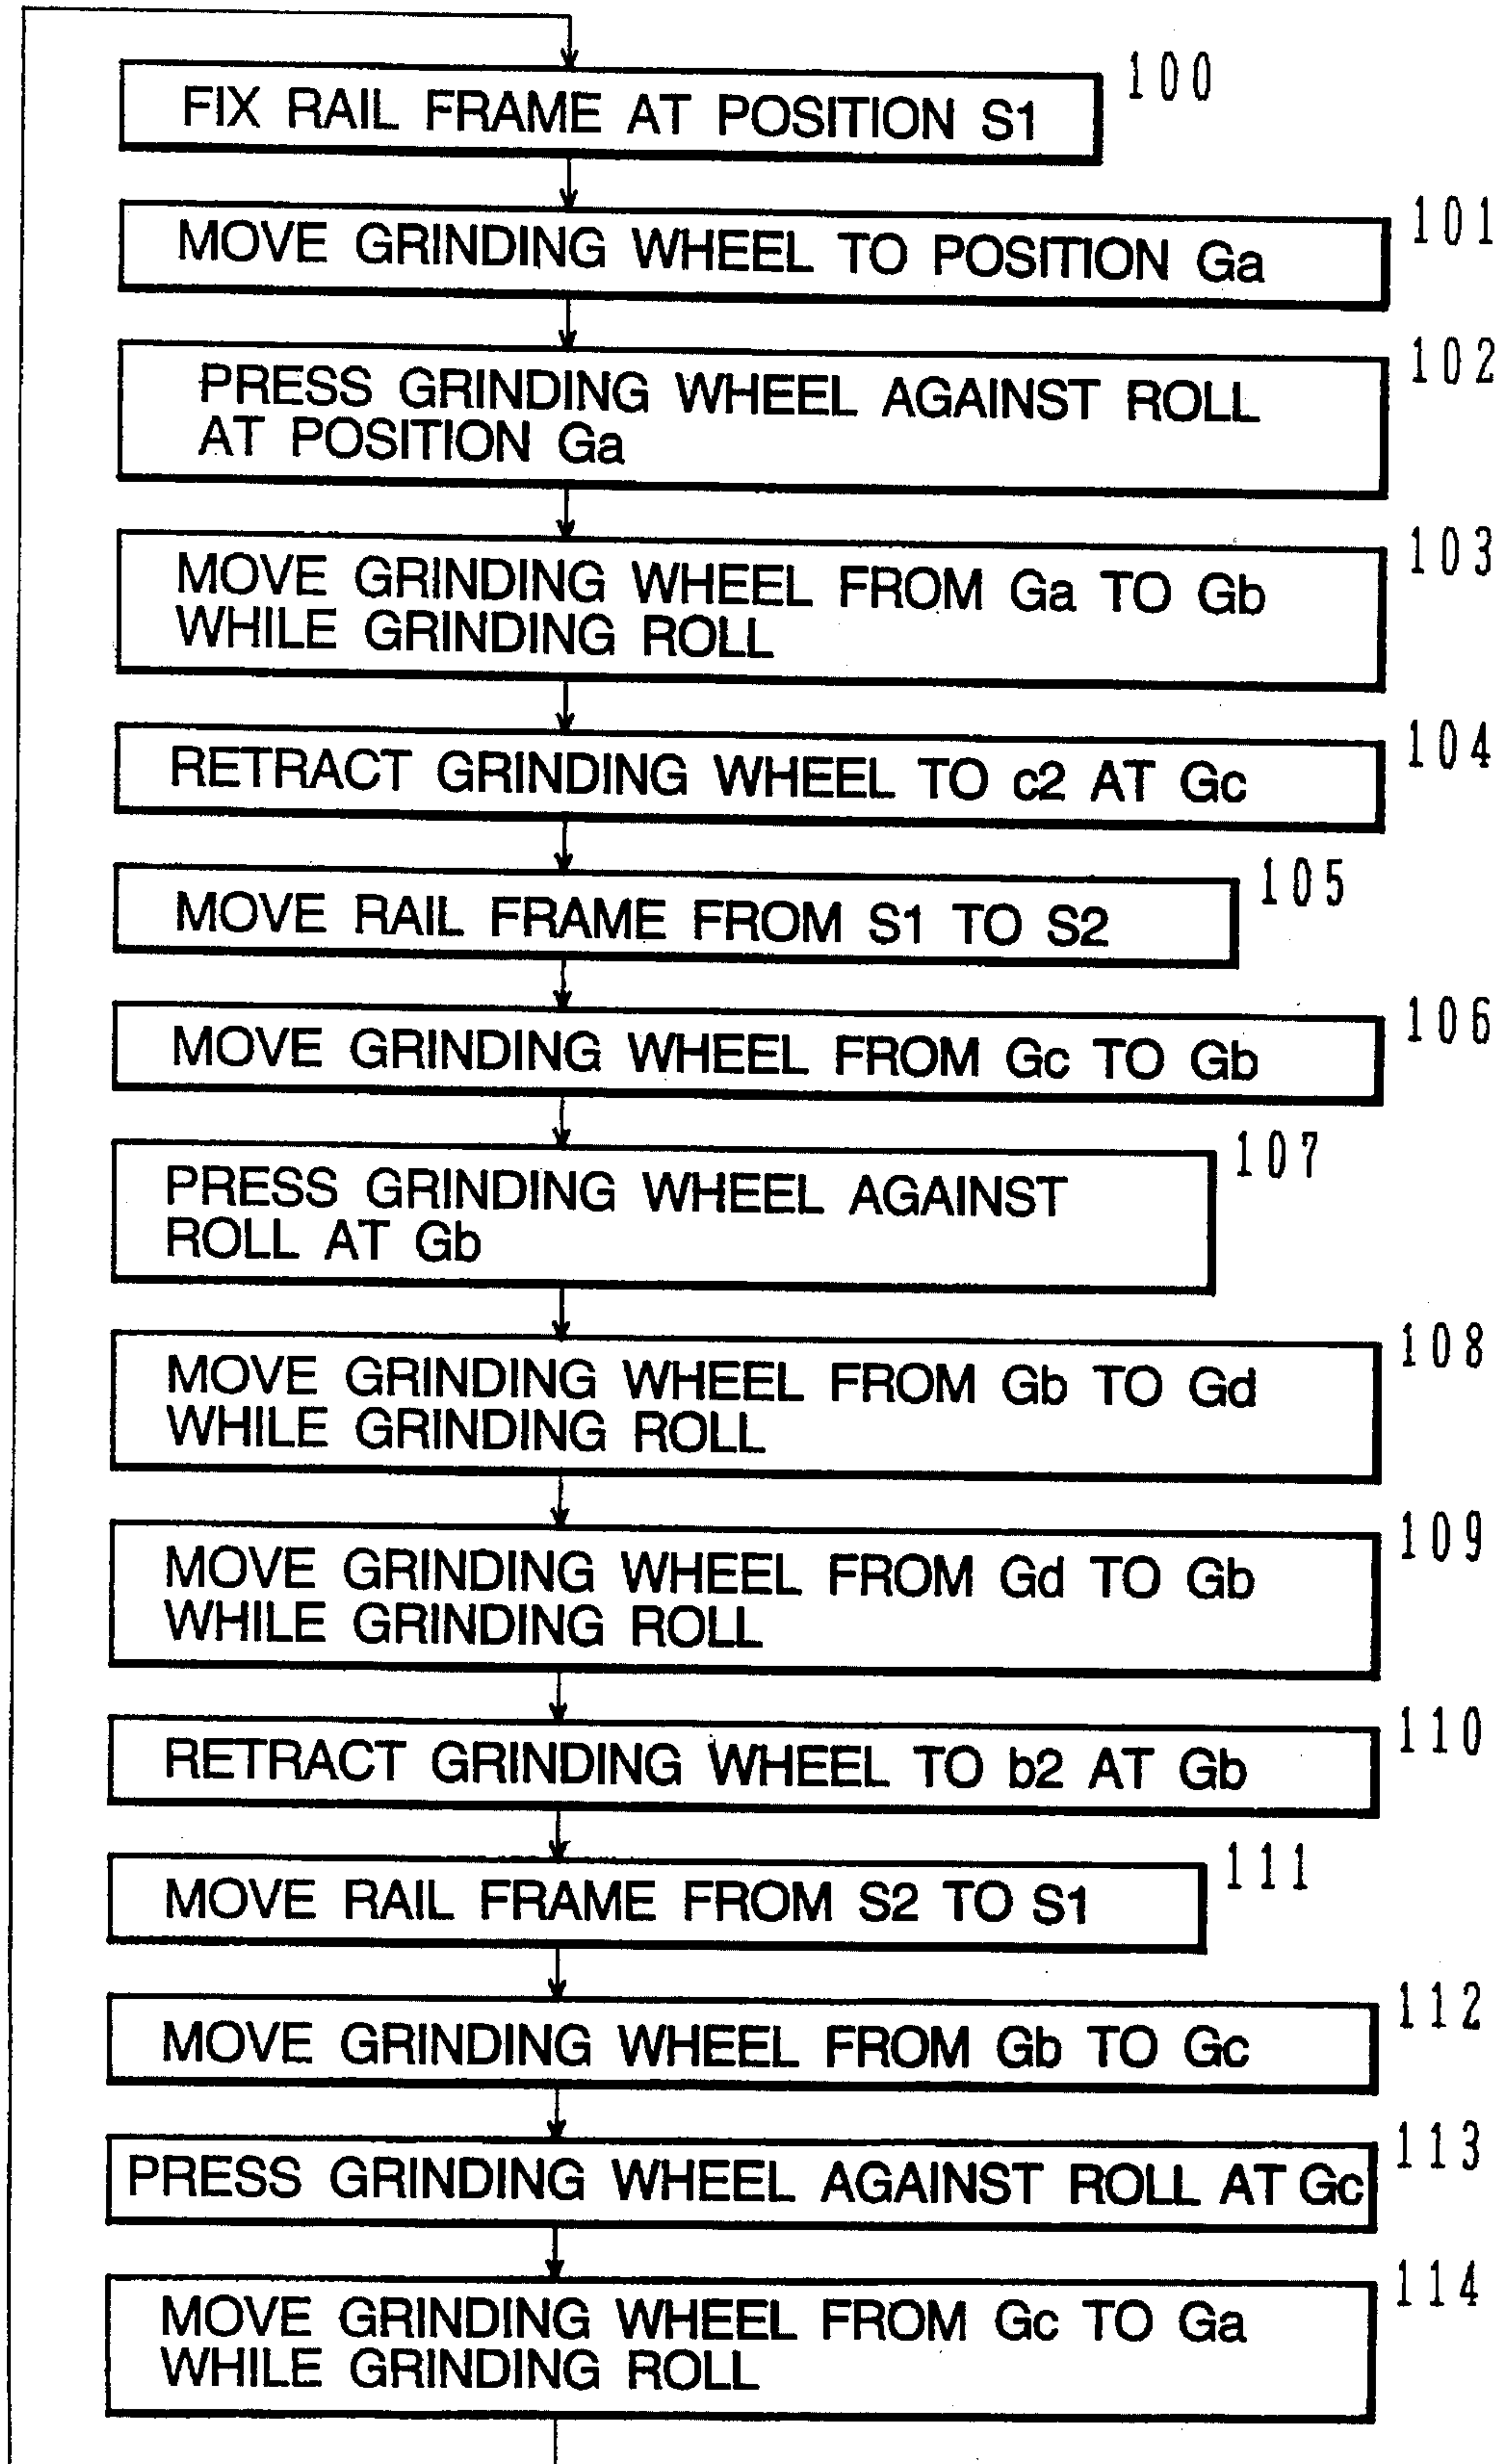 100
FIX RAIL FRAME AT POSITION S1
101
MOVE GRINDING WHEEL TO POSITION Ga
102
PRESS GRINDING WHEEL AGAINST ROLL
AT POSITION Ga
103
MOVE GRINDING WHEEL FROM Ga TO Gb
WHILE GRINDING ROLL
104
RETRACT GRINDING WHEEL TO c2 AT Gc
105
MOVE RAIL FRAME FROM S1 TO S2
106
MOVE GRINDING WHEEL FROM Gc TO Gb
107
PRESS GRINDING WHEEL AGAINST
ROLL AT Gb
108
MOVE GRINDING WHEEL FROM Gb TO Gd
WHILE GRINDING ROLL
109
MOVE GRINDING WHEEL FROM Gd TO Gb
WHILE GRINDING ROLL
110
RETRACT GRINDING WHEEL TO b2 AT Gb
111
MOVE RAIL FRAME FROM S2 TO S1
112
MOVE GRINDING WHEEL FROM Gb TO Gc
113
PRESS GRINDING WHEEL AGAINST ROLL AT Gc
114
MOVE GRINDING WHEEL FROM Gc TO Ga
WHILE GRINDING ROLL